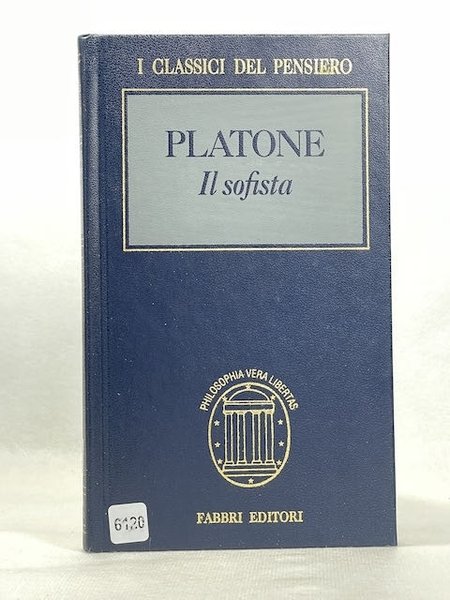 I CLASSICI DEL PENSIERO
PLATONE
Il sofista
PHILOSOPHIA VERA LIBERTAS
FABBRI EDITORI
6120